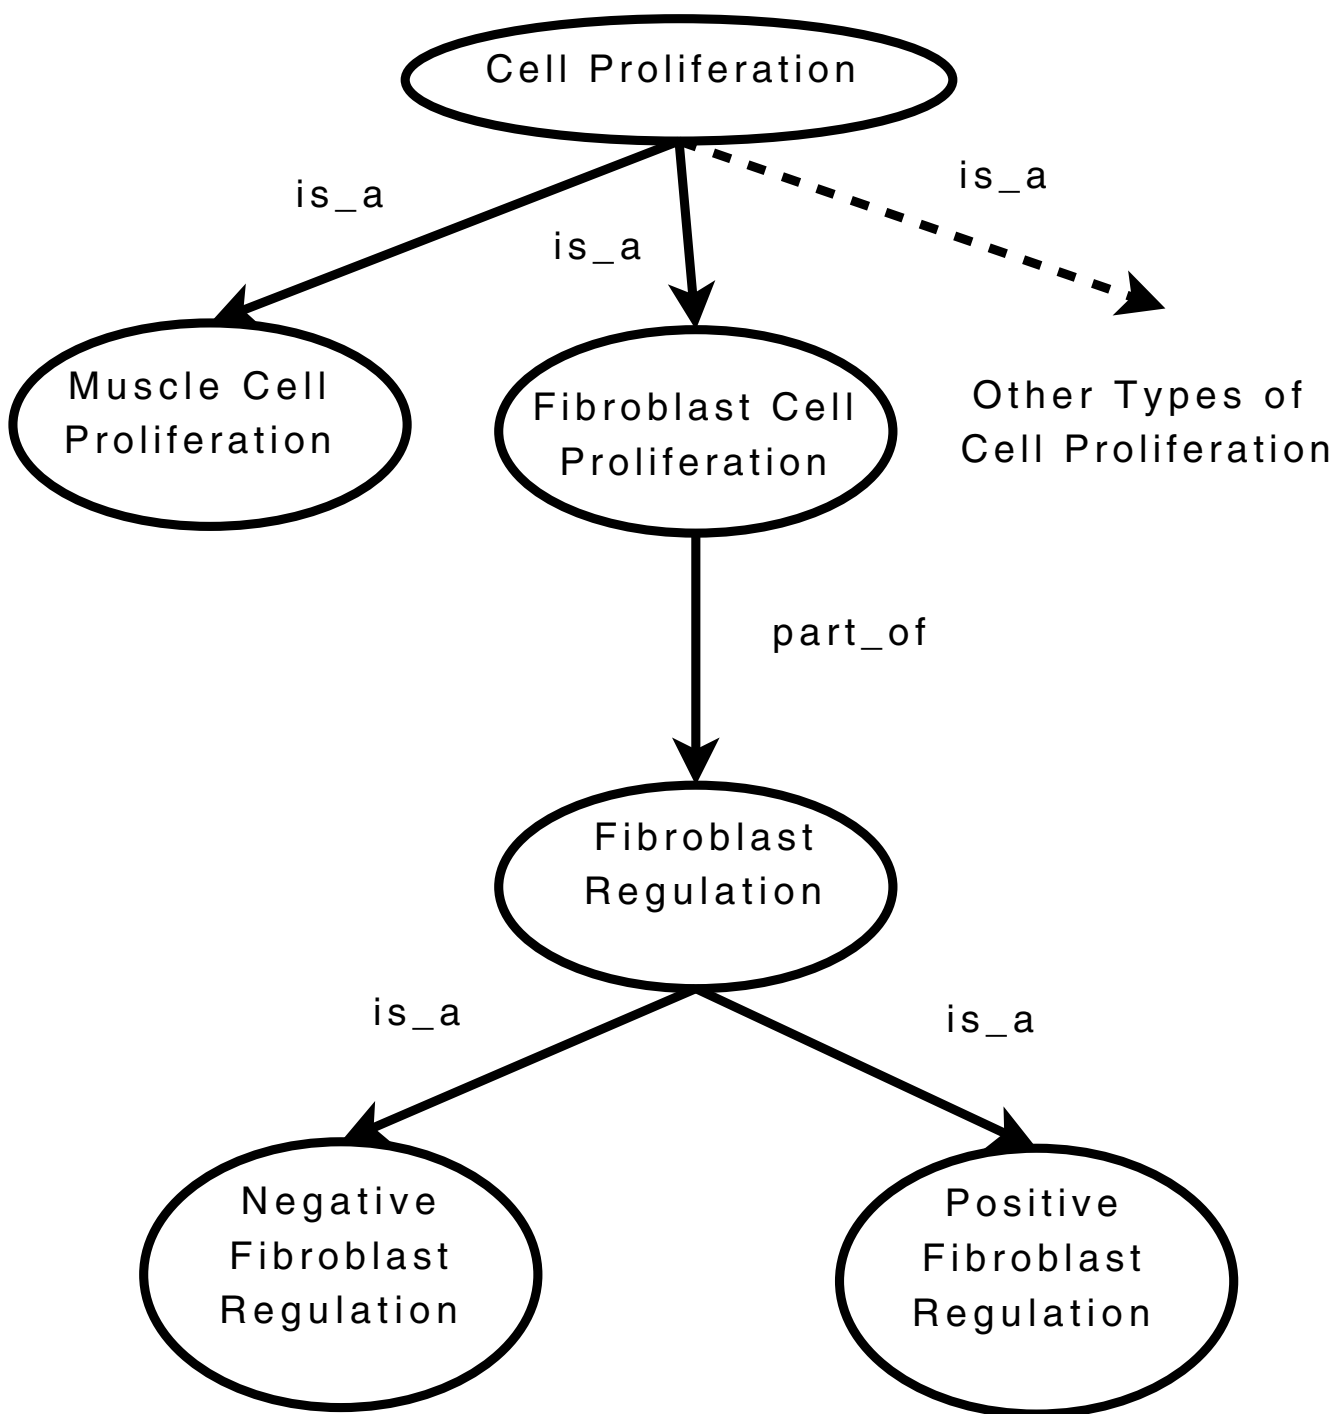 Cell Proliferation
is_a
is_a
is_a
Muscle Cell
Proliferation
Fibroblast Cell
Proliferation
Other Types of
Cell Proliferation
part_of
Fibroblast
Regulation
is_a
is_a
Negative
Fibroblast
Regulation
Positive
Fibroblast
Regulation